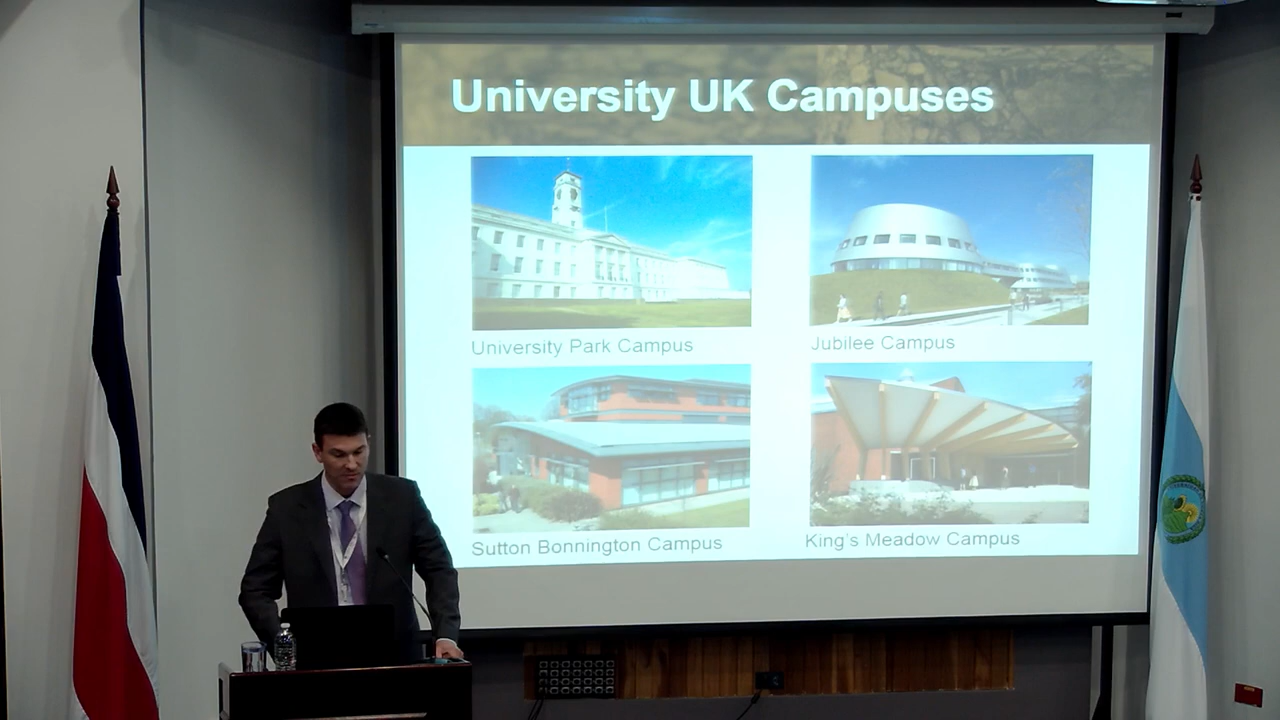 University UK Campuses
University Park Campus
Jubilee Campus
Sutton Bonnington Campus
King's Meadow Campus